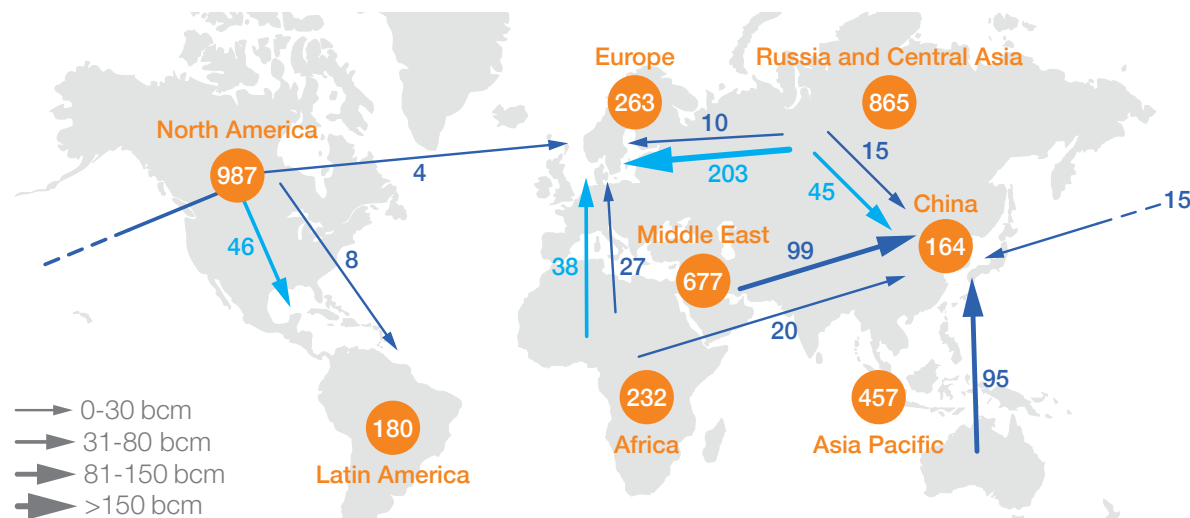 Europe
263
Russia and Central Asia
865
North America
987
4
10
203
15
45
15
China
164
46
8
38
27
Middle East
677
99
20
95
232
Africa
457
Asia Pacific
180
Latin America
0-30 bcm
31-80 bcm
81-150 bcm
>150 bcm